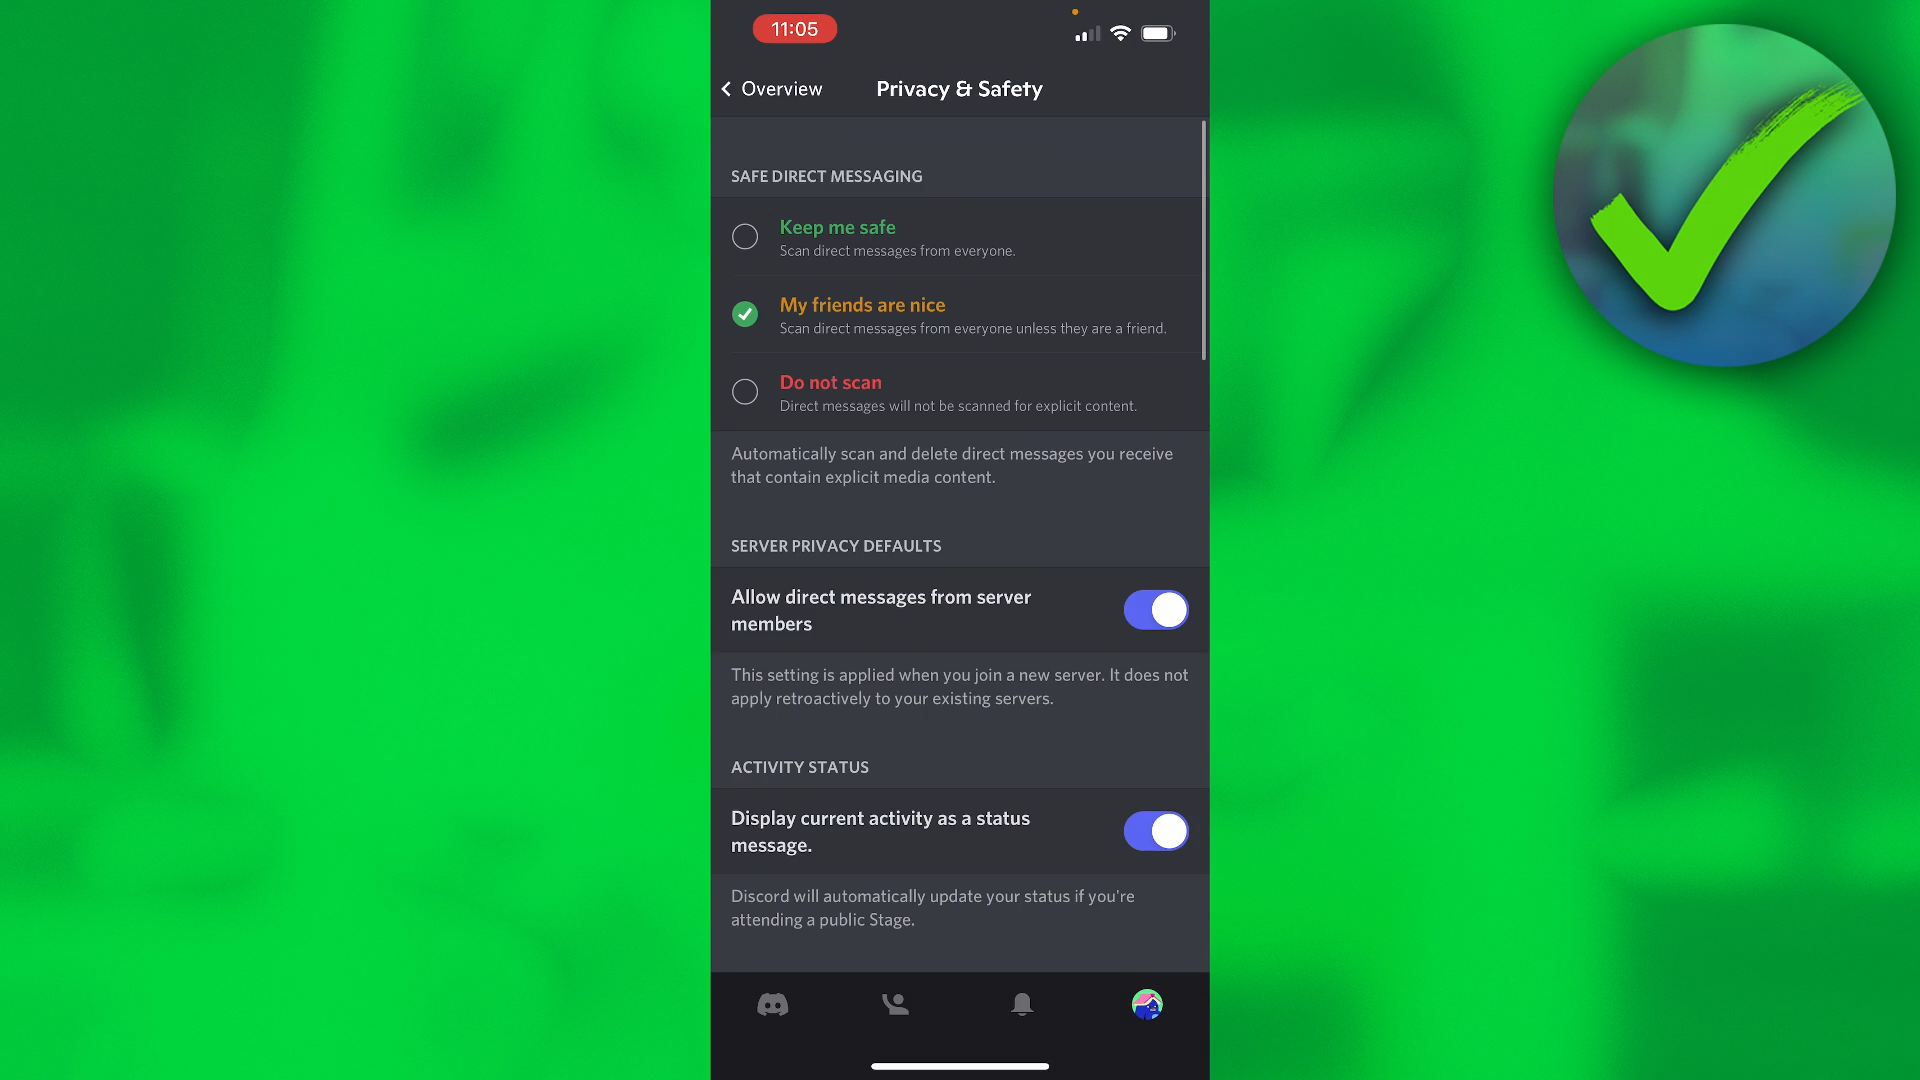 11:05
Overview
Privacy & Safety
SAFE DIRECT MESSAGING
Keep me safe
Scan direct messages from everyone.
My friends are nice
Scan direct messages from everyone unless they are a friend.
Do not scan
Direct messages will not be scanned for explicit content.
Automatically scan and delete direct messages you receive
that contain explicit media content.
SERVER PRIVACY DEFAULTS
Allow direct messages from server
members
This setting is applied when you join a new server. It does not
apply retroactively to your existing servers.
ACTIVITY STATUS
Display current activity as a status
message.
Discord will automatically update your status if you're
attending a public Stage.